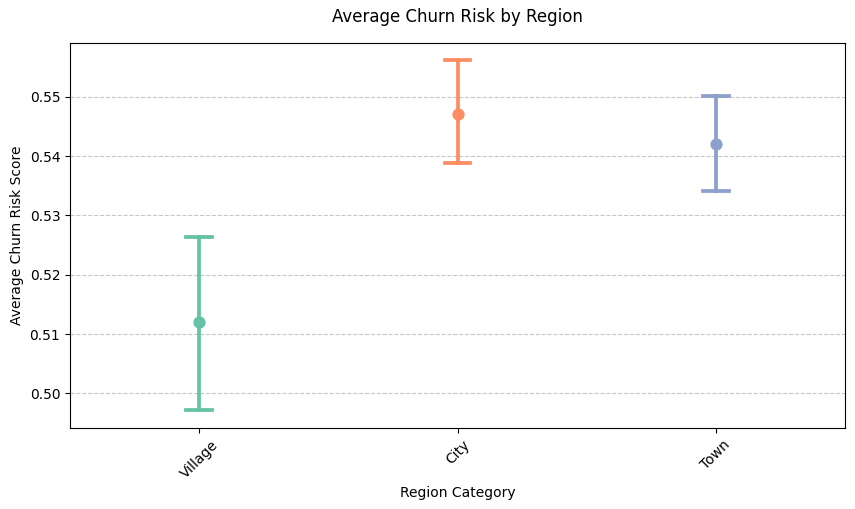 Average Churn Risk by Region
Average Churn Risk Score
0.55
0.54
0.53
0.52
0.51
0.50
Village
City
Town
Region Category